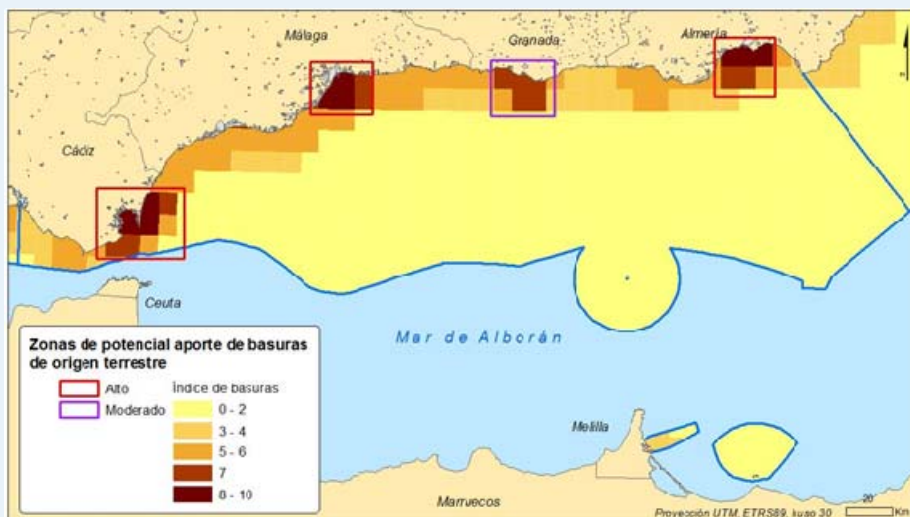 Málaga
Granada
Almería
Cádiz
Ceuta
Mar de Alborán
Zonas de potencial aporte de basuras
de origen terrestre
Alto
Moderado
Índice de basuras
0 - 2
3 - 4
5 - 6
7
8 - 10
Melilla
Marruecos
20
Km
Proyección UTM, ETRS89, huso 30